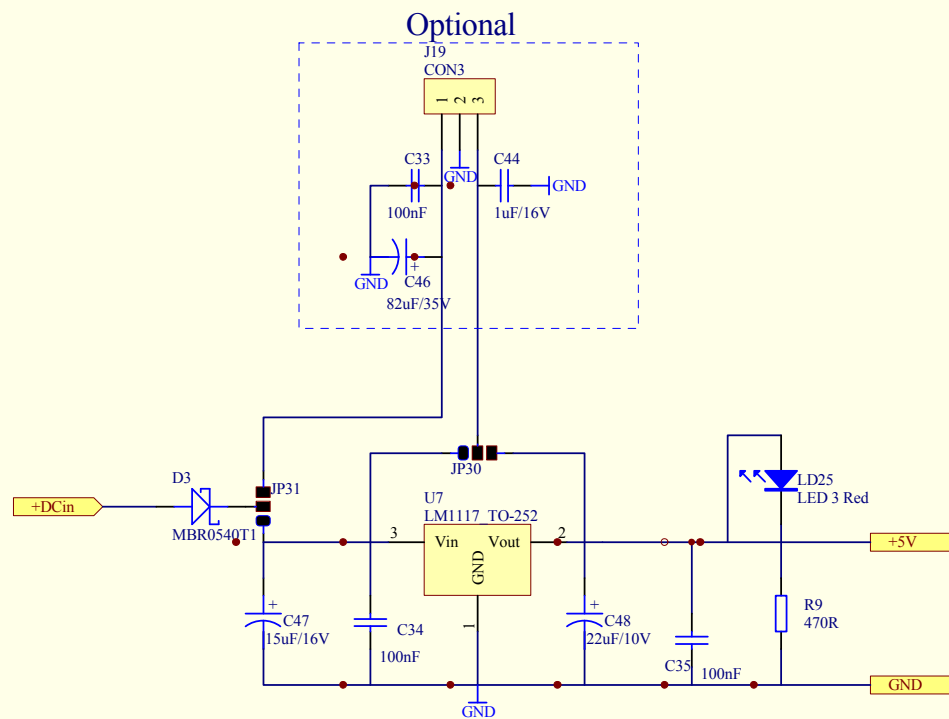 Optional
J19
CON3
1 2 3
C33
C44
GND
GND
100nF
1uF/16V
+
GND
C46
82uF/35V
JP30
D3
JP31
LD25
LED 3 Red
U7
LM1117_TO-252
+DCin
MBR0540T1
3
Vin
Vout
2
GND
1
+5V
+
C47
15uF/16V
C34
100nF
+
C48
22uF/10V
C35
100nF
R9
470R
GND
GND